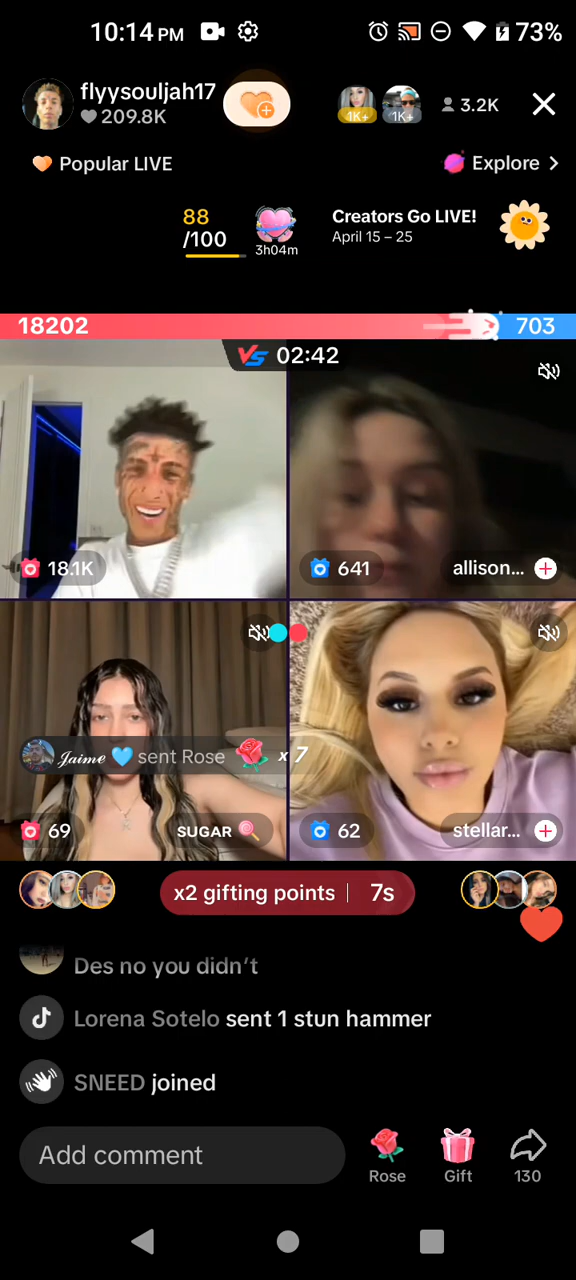 10:14 PM
73%
flyysouljah17
209.8K
1K+
1K+
3.2K
Popular LIVE
Explore
88
/100
3h04m
Creators Go LIVE!
April 15 – 25
18202
703
VS 02:42
18.1K
641
allison...
Jaime 🩵 sent Rose x 7
69
SUGAR 🍭
62
stellar...
x2 gifting points | 7s
Des no you didn't
Lorena Sotelo sent 1 stun hammer
SNEED joined
Add comment
Rose
Gift
130